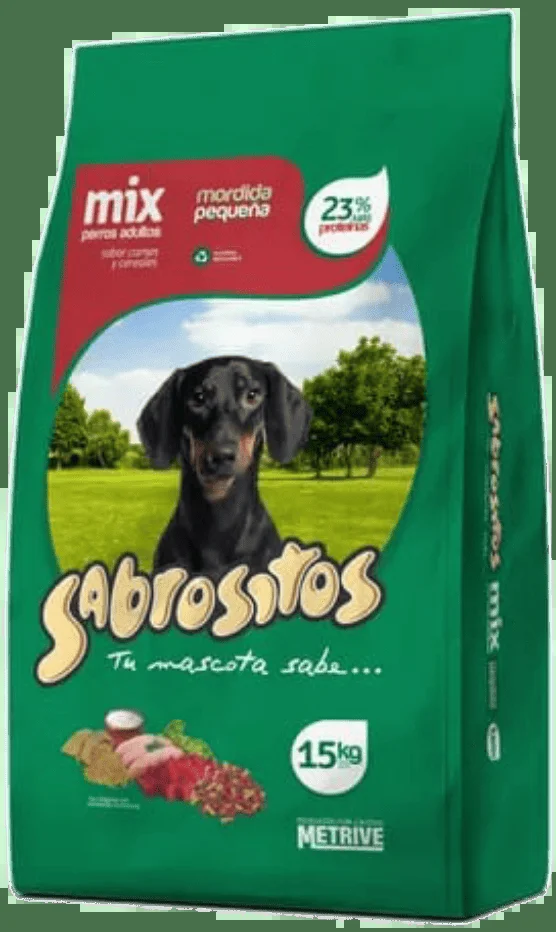 mix
perros adultos
sabor carnes
y cereales
mordida
pequeña
23%
proteínas
Sabrositos
Tu mascota sabe...
15kg
METRIVE
Sabrositos mix